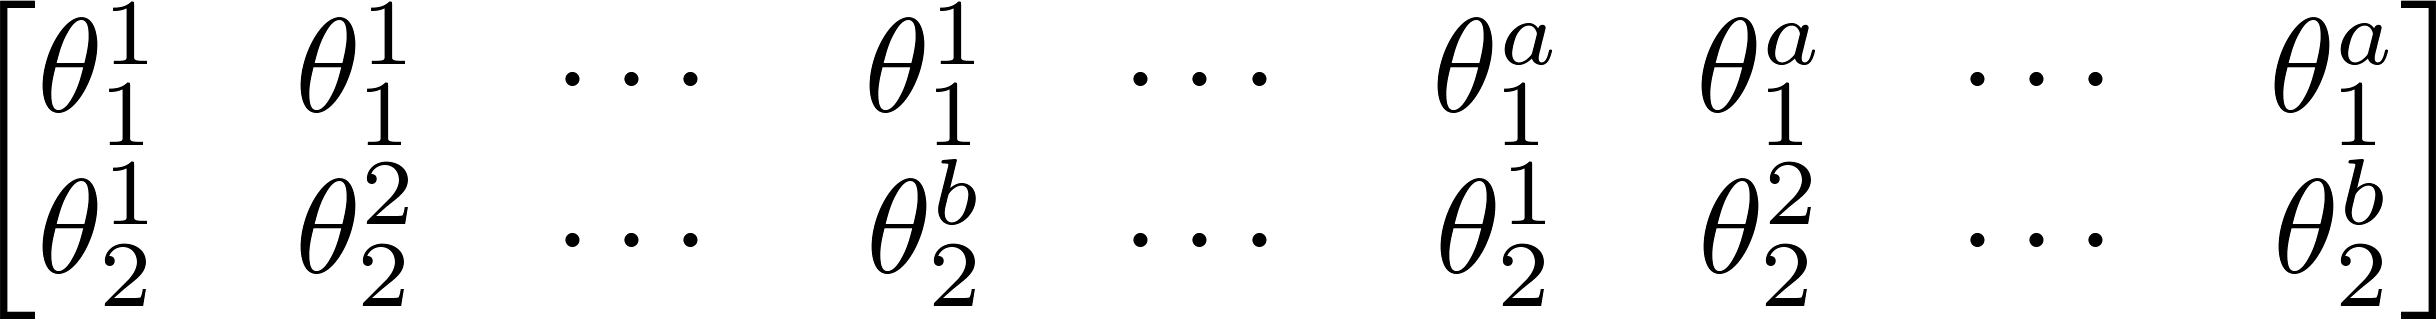 [θ₁¹ θ₁¹ ⋯ θ₁¹ ⋯ θ₁ᵃ θ₁ᵃ ⋯ θ₁ᵃ
θ₂¹ θ₂² ⋯ θ₂ᵇ ⋯ θ₂¹ θ₂² ⋯ θ₂ᵇ]